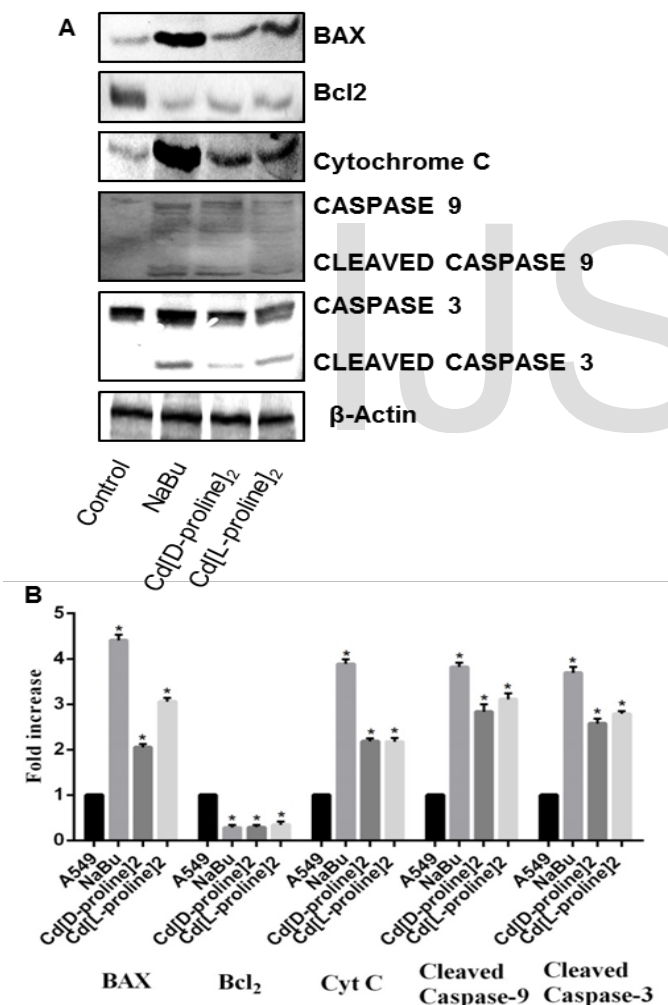 A
BAX
Bcl2
Cytochrome C
CASPASE 9
CLEAVED CASPASE 9
CASPASE 3
CLEAVED CASPASE 3
β-Actin
IJS
Control
NaBu
Cd[D-proline]2
Cd[L-proline]2
B
Fold increase
5
4
3
2
1
0
* * * * * * * * * * * * * * *
A549 NaBu Cd[D-proline]2 Cd[L-proline]2 A549 NaBu Cd[D-proline]2 Cd[L-proline]2 A549 NaBu Cd[D-proline]2 Cd[L-proline]2 A549 NaBu Cd[D-proline]2 Cd[L-proline]2 A549 NaBu Cd[D-proline]2 Cd[L-proline]2
BAX Bcl2 Cyt C Cleaved Cleaved
Caspase-9 Caspase-3